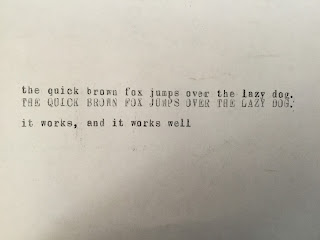 the quick brown fox jumps over the lazy dog.
THE QUICK BROWN FOX JUMPS OVER THE LAZY DOG.
it works, and it works well